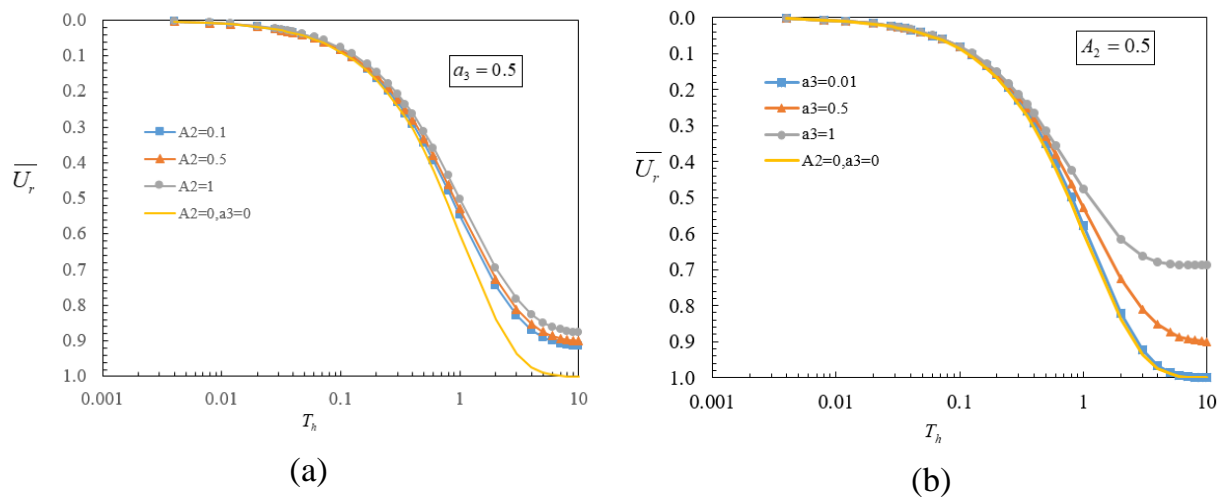 0.0
0.1
0.2
0.3
0.4
0.5
0.6
0.7
0.8
0.9
1.0
0.001
0.01
0.1
1
10
$\overline{U_r}$
$T_h$
$a_3 = 0.5$
A2=0.1
A2=0.5
A2=1
A2=0,a3=0
(a)
0.0
0.1
0.2
0.3
0.4
0.5
0.6
0.7
0.8
0.9
1.0
0.001
0.01
0.1
1
10
$\overline{U_r}$
$T_h$
$A_2 = 0.5$
a3=0.01
a3=0.5
a3=1
A2=0,a3=0
(b)